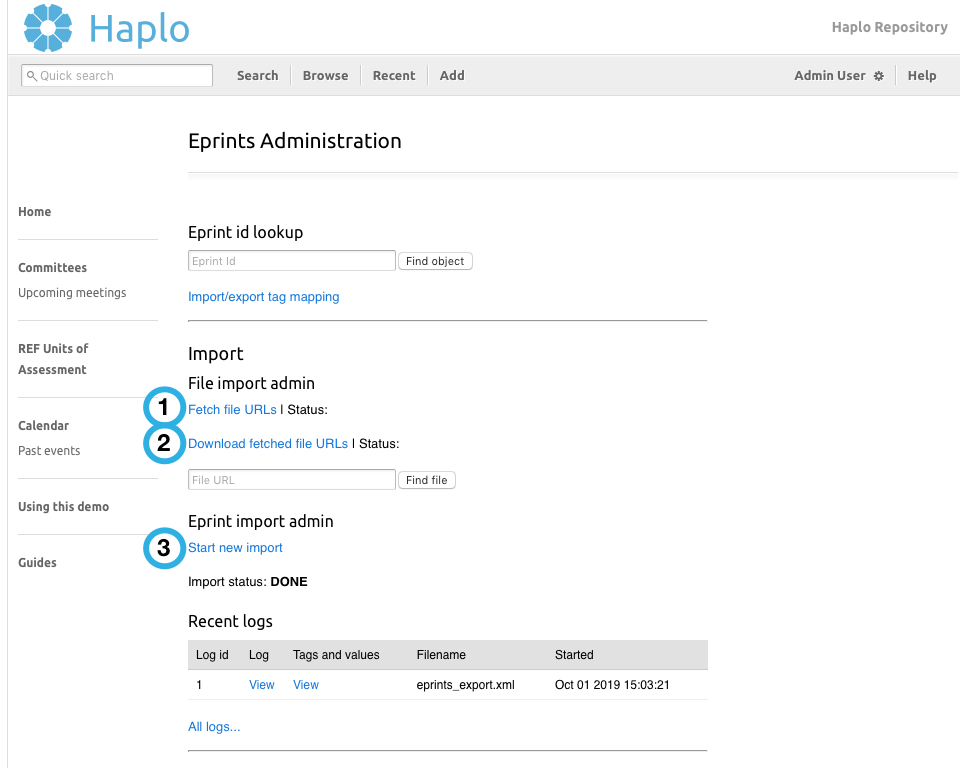 Haplo
Haplo Repository
Quick search
Search Browse Recent Add
Admin User Help
Eprints Administration
Home
Committees
Upcoming meetings
REF Units of
Assessment
Calendar
Past events
Using this demo
Guides
Eprint id lookup
Eprint Id Find object
Import/export tag mapping
Import
File import admin
1 Fetch file URLs | Status:
2 Download fetched file URLs | Status:
File URL Find file
Eprint import admin
3 Start new import
Import status: DONE
Recent logs
Log id Log Tags and values Filename Started
1 View View eprints_export.xml Oct 01 2019 15:03:21
All logs...